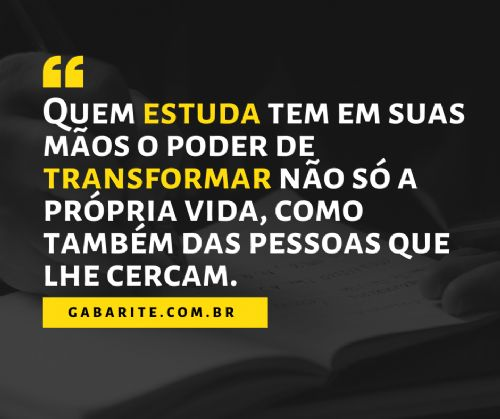 Quem estuda tem em suas
mãos o poder de
transformar não só a
própria vida, como
também das pessoas que
lhe cercam.
GABARITE.COM.BR